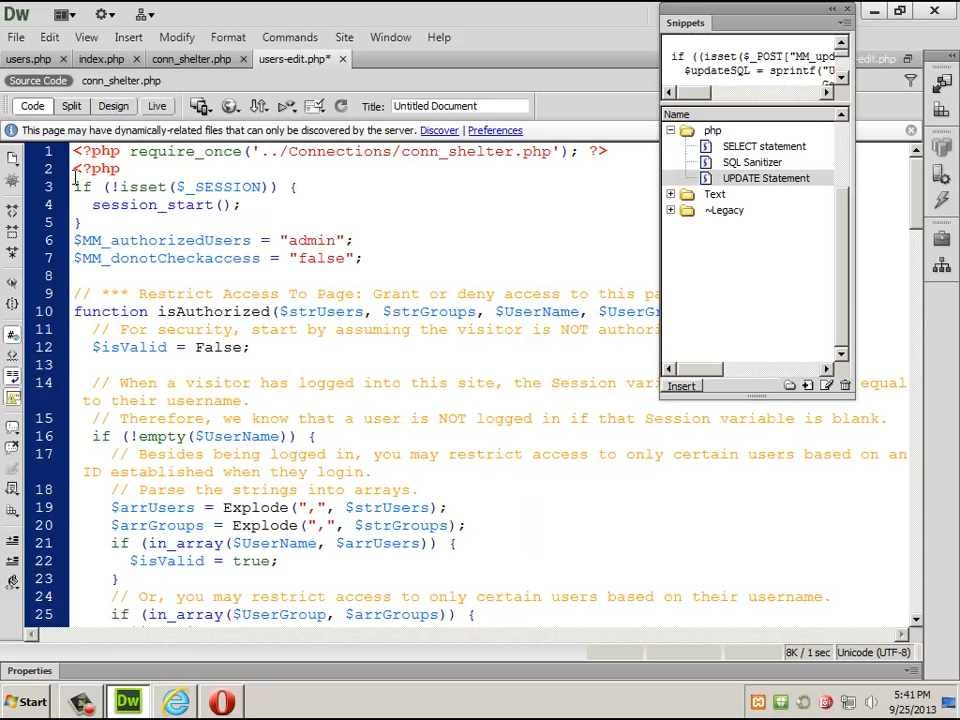 Dw
File Edit View Insert Modify Format Commands Site Window Help
users.php × index.php × conn_shelter.php × users-edit.php* × -edit.php
Source Code conn_shelter.php
Code Split Design Live Title: Untitled Document
This page may have dynamically-related files that can only be discovered by the server. Discover | Preferences
1 <?php require_once('../Connections/conn_shelter.php'); ?>
2 <?php
3 if (!isset($_SESSION)) {
4 session_start();
5 }
6 $MM_authorizedUsers = "admin";
7 $MM_donotCheckaccess = "false";
8
9 // *** Restrict Access To Page: Grant or deny access to this pa
10 function isAuthorized($strUsers, $strGroups, $UserName, $UserG
11 // For security, start by assuming the visitor is NOT authori
12 $isValid = False;
13
14 // When a visitor has logged into this site, the Session vari equal
to their username.
15 // Therefore, we know that a user is NOT logged in if that Session variable is blank.
16 if (!empty($UserName)) {
17 // Besides being logged in, you may restrict access to only certain users based on an
ID established when they login.
18 // Parse the strings into arrays.
19 $arrUsers = Explode(",", $strUsers);
20 $arrGroups = Explode(",", $strGroups);
21 if (in_array($UserName, $arrUsers)) {
22 $isValid = true;
23 }
24 // Or, you may restrict access to only certain users based on their username.
25 if (in_array($UserGroup, $arrGroups)) {
Snippets
if ((isset($_POST["MM_upd
$updateSQL = sprintf("U
Name
php
SELECT statement
SQL Sanitizer
UPDATE Statement
Text
~Legacy
Insert
8K / 1 sec Unicode (UTF-8)
Properties
Start Dw 5:41 PM
9/25/2013